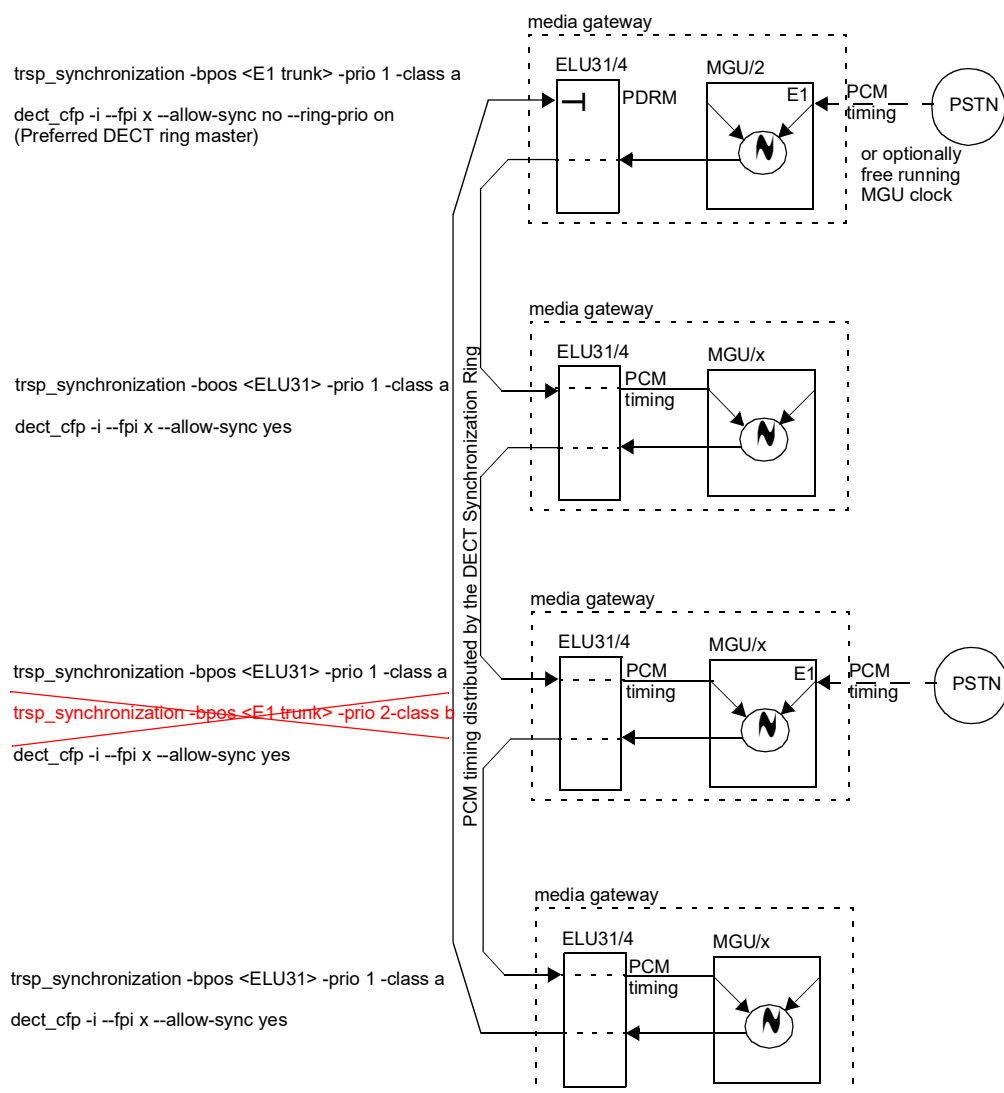 media gateway
trsp_synchronization -bpos <E1 trunk> -prio 1 -class a
dect_cfp -i --fpi x --allow-sync no --ring-prio on
(Preferred DECT ring master)
ELU31/4
PDRM
MGU/2
E1
PCM
timing
PSTN
or optionally
free running
MGU clock
media gateway
trsp_synchronization -boos <ELU31> -prio 1 -class a
dect_cfp -i --fpi x --allow-sync yes
ELU31/4
PCM
timing
MGU/x
PCM timing distributed by the DECT Synchronization Ring
media gateway
trsp_synchronization -bpos <ELU31> -prio 1 -class a
trsp_synchronization -bpos <E1 trunk> -prio 2-class b
dect_cfp -i --fpi x --allow-sync yes
ELU31/4
PCM
timing
MGU/x
E1
PCM
timing
PSTN
media gateway
trsp_synchronization -bpos <ELU31> -prio 1 -class a
dect_cfp -i --fpi x --allow-sync yes
ELU31/4
PCM
timing
MGU/x